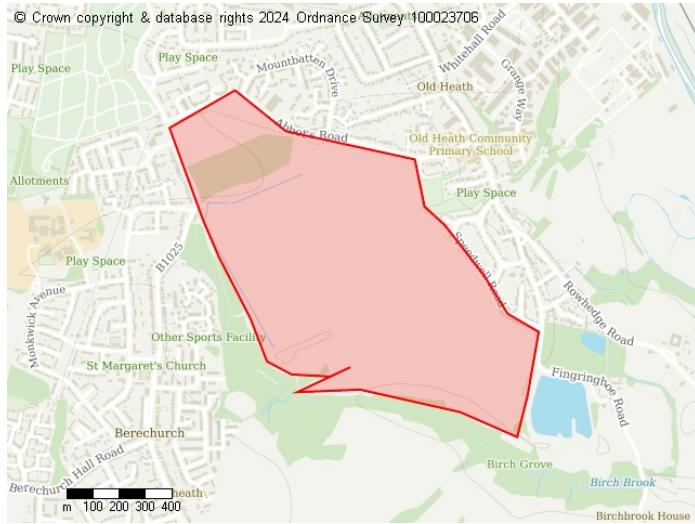 © Crown copyright & database rights 2024 Ordnance Survey 100023706
Play Space
Play Space
Mountbatten Drive
Whitehall Road
Old Heath
Grange Way
Abbot's Road
Old Heath Community
Primary School
Allotments
Play Space
Play Space
B1025
Speedwell Road
Monkwick Avenue
Rowhedge Road
Other Sports Facility
St Margaret's Church
Fingringhoe Road
Berechurch
Birch Grove
Berechurch Hall Road
Birch Brook
heath
m 100 200 300 400
Birchbrook House